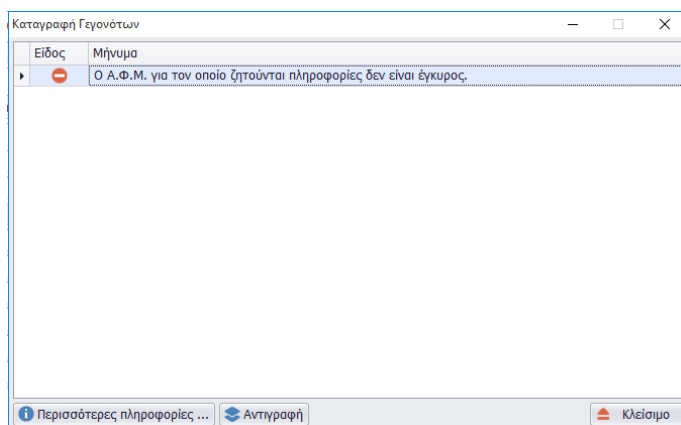 Καταγραφή Γεγονότων
Είδος Μήνυμα
Ο Α.Φ.Μ. για τον οποίο ζητούνται πληροφορίες δεν είναι έγκυρος.
Περισσότερες πληροφορίες ... Αντιγραφή Κλείσιμο